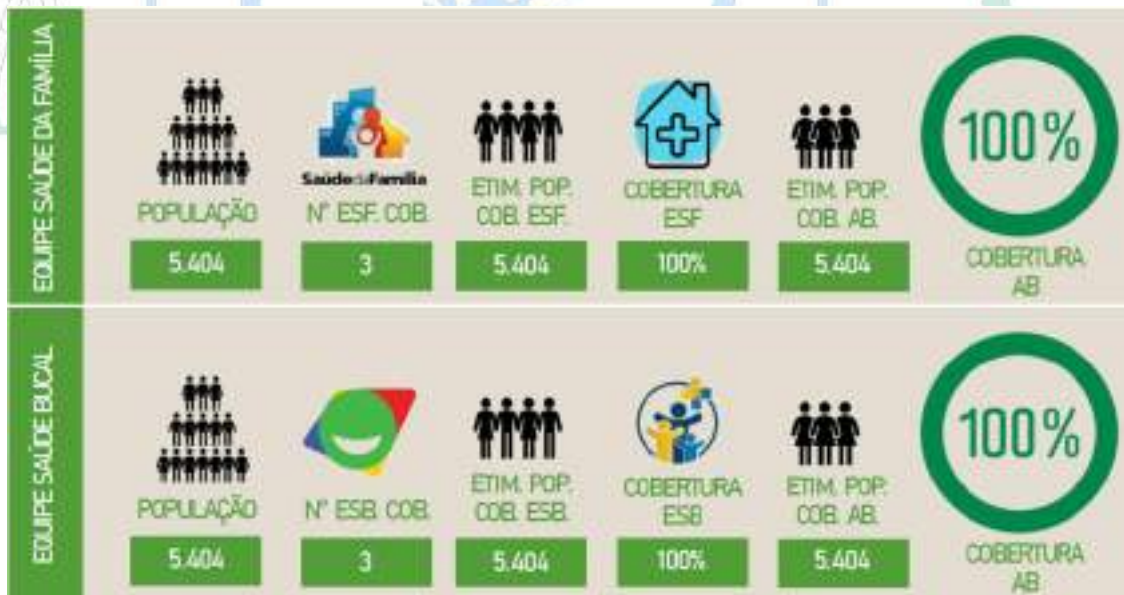 EQUIPE SAÚDE DA FAMÍLIA
POPULAÇÃO
5.404
Saúde da Família
N° ESF. COB.
3
ETIM. POP.
COB. ESF.
5.404
COBERTURA
ESF
100%
ETIM. POP.
COB. AB.
5.404
100%
COBERTURA
AB
EQUIPE SAÚDE BUCAL
POPULAÇÃO
5.404
N° ESB. COB.
3
ETIM. POP.
COB. ESB.
5.404
COBERTURA
ESB
100%
ETIM. POP.
COB. AB.
5.404
100%
COBERTURA
AB